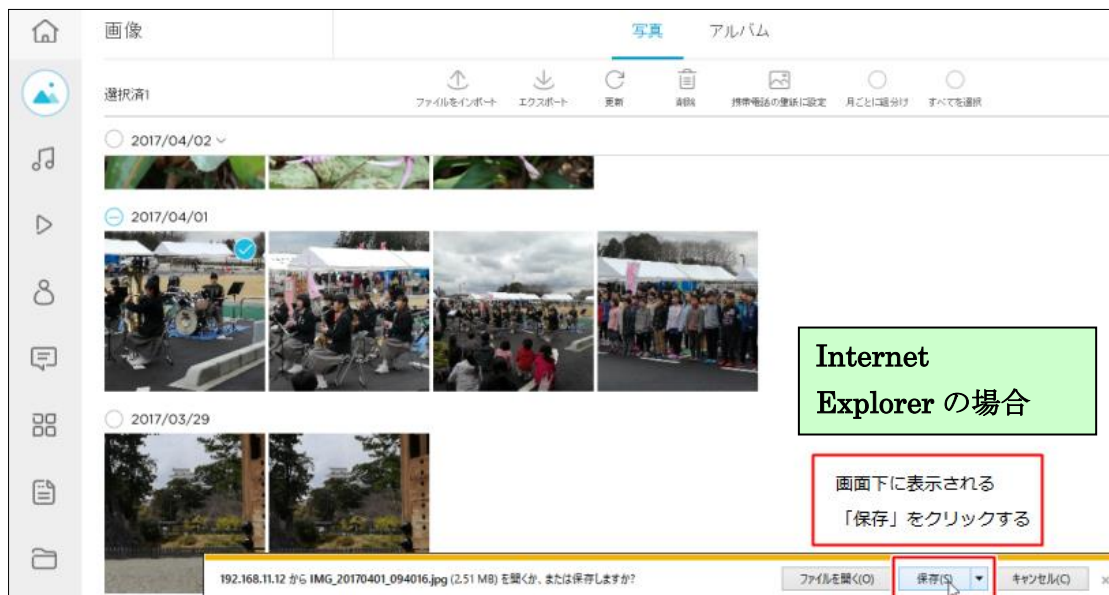 画像
写真
アルバム
選択済1
ファイルをインポート
エクスポート
更新
削除
携帯電話の壁紙に設定
月ごとに組分け
すべてを選択
2017/04/02
2017/04/01
Internet
Explorer の場合
2017/03/29
画面下に表示される
「保存」をクリックする
192.168.11.12 から IMG_20170401_094016.jpg (2.51 MB) を開くか、または保存しますか?
ファイルを開く(O)
保存(S)
キャンセル(C)